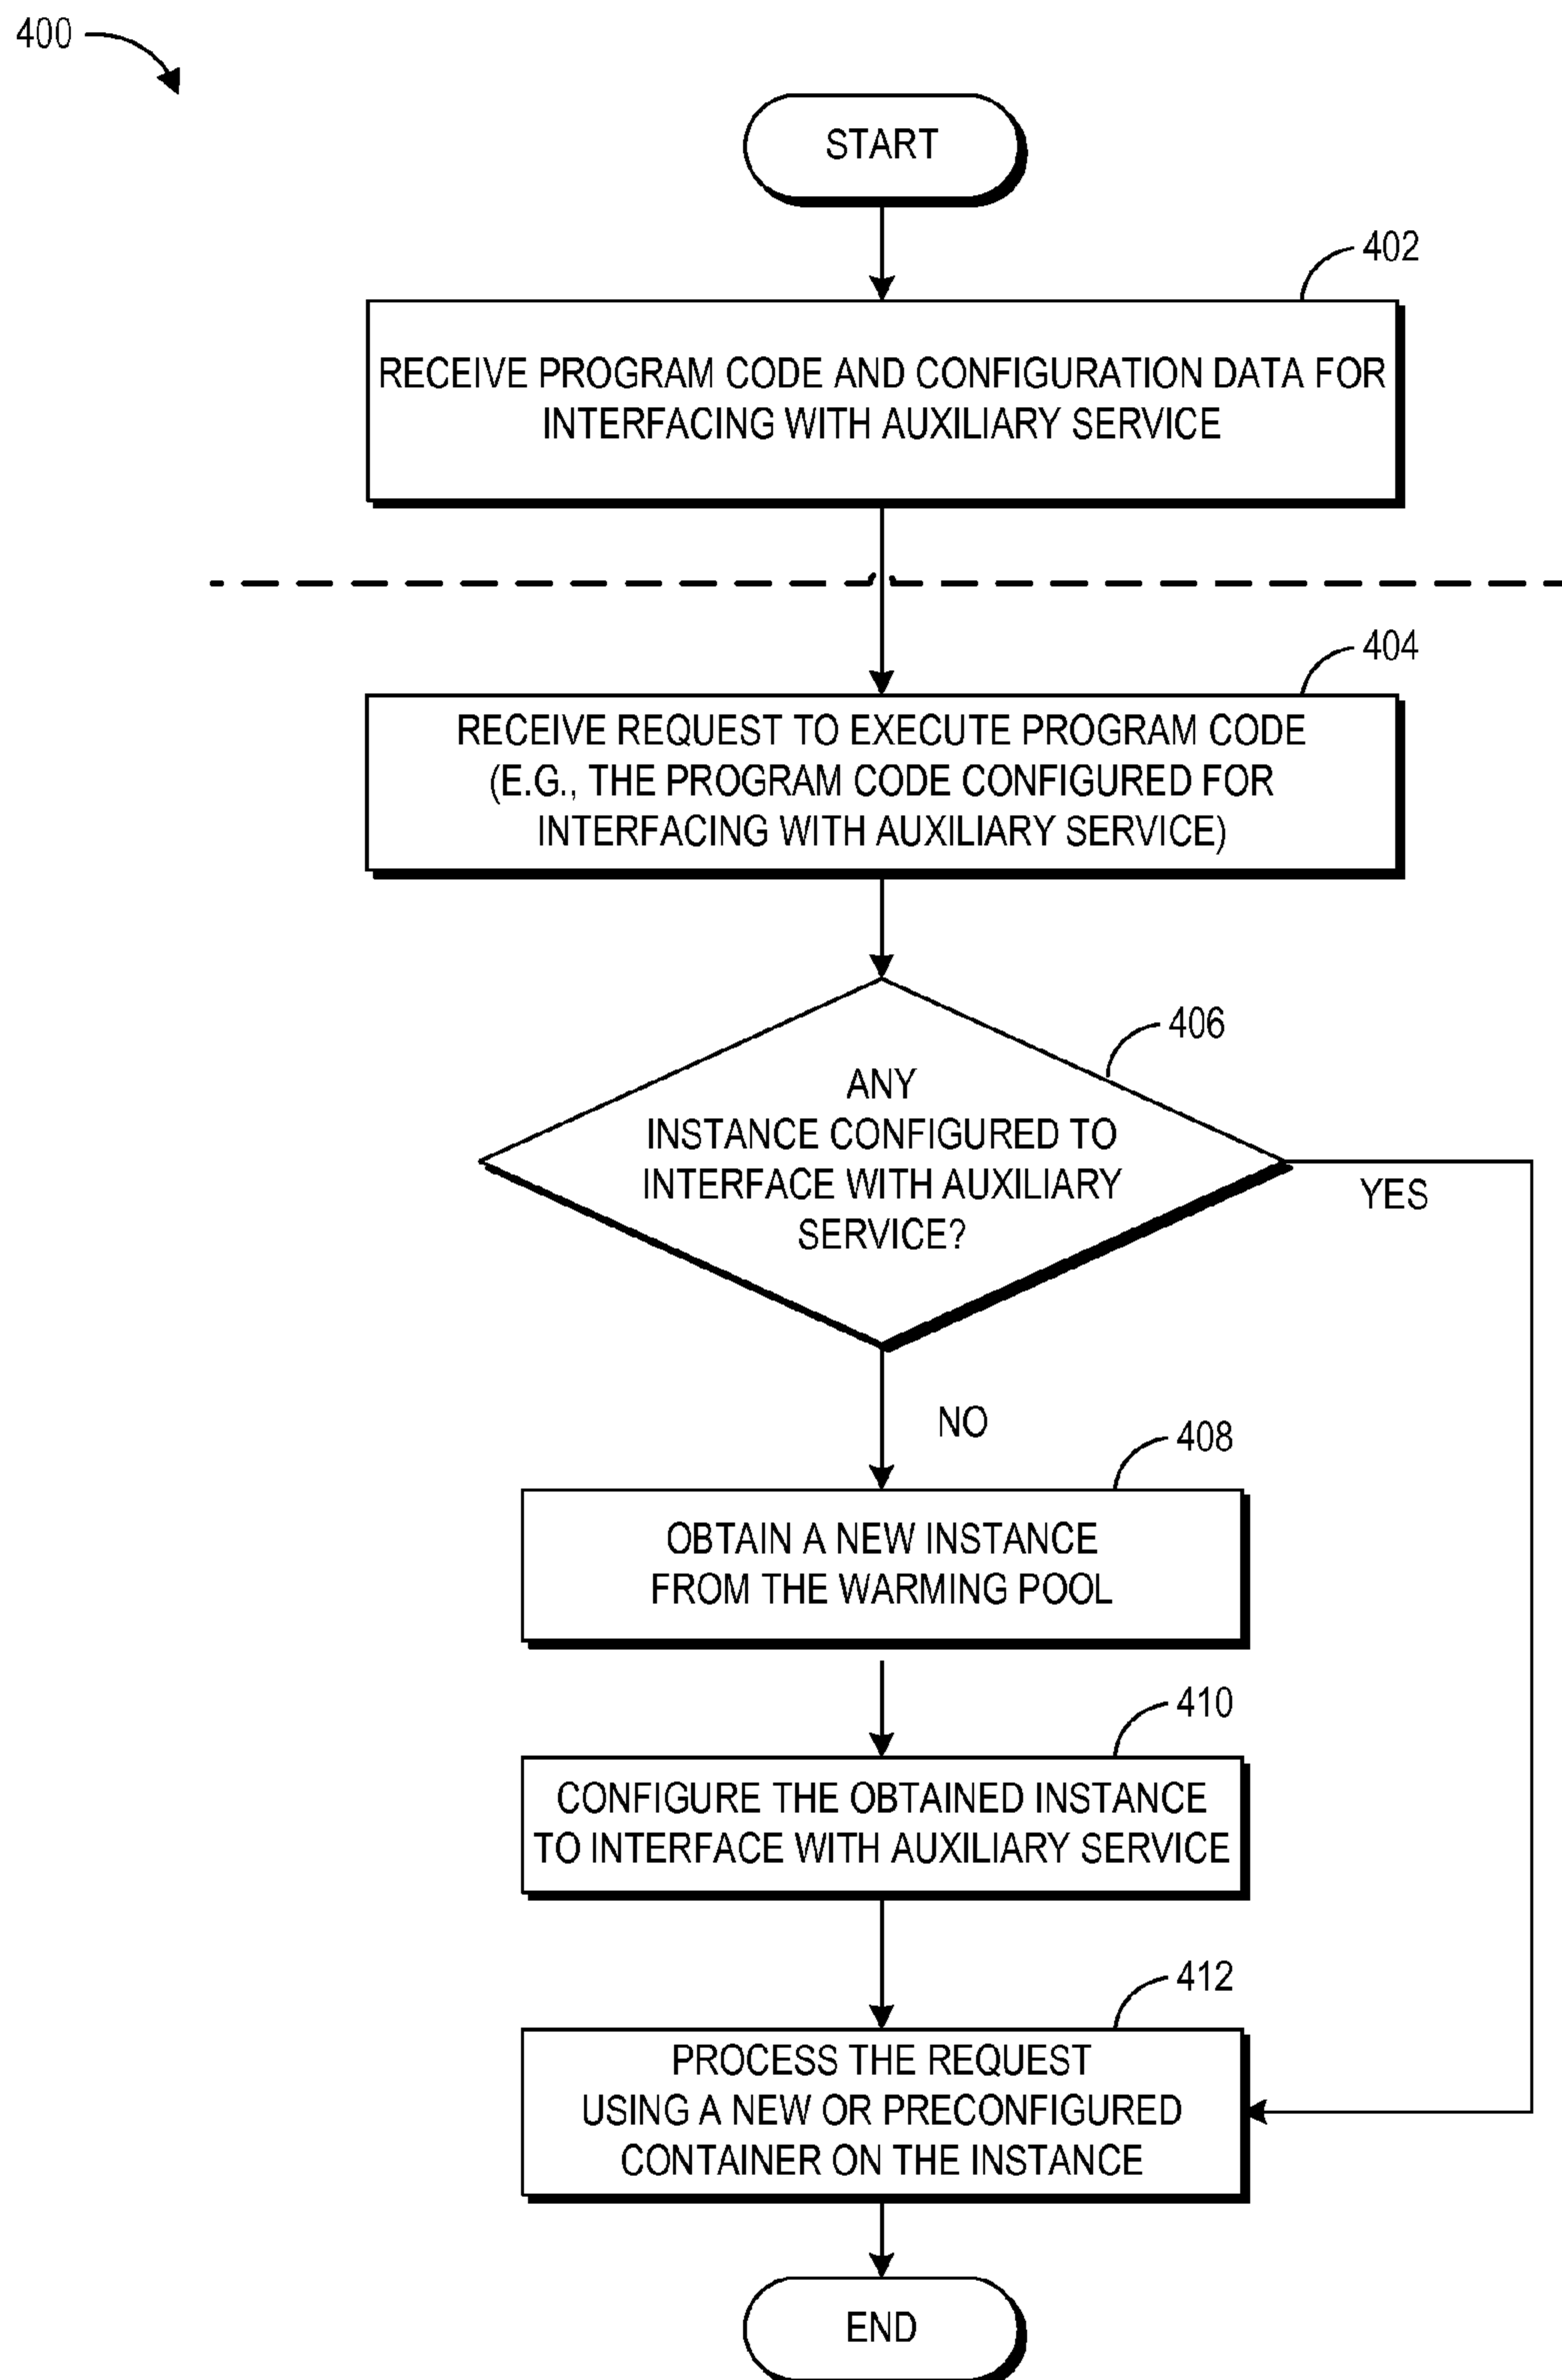 400
START
402
RECEIVE PROGRAM CODE AND CONFIGURATION DATA FOR
INTERFACING WITH AUXILIARY SERVICE
404
RECEIVE REQUEST TO EXECUTE PROGRAM CODE
(E.G., THE PROGRAM CODE CONFIGURED FOR
INTERFACING WITH AUXILIARY SERVICE)
406
ANY
INSTANCE CONFIGURED TO
INTERFACE WITH AUXILIARY
SERVICE?
YES
NO
408
OBTAIN A NEW INSTANCE
FROM THE WARMING POOL
410
CONFIGURE THE OBTAINED INSTANCE
TO INTERFACE WITH AUXILIARY SERVICE
412
PROCESS THE REQUEST
USING A NEW OR PRECONFIGURED
CONTAINER ON THE INSTANCE
END